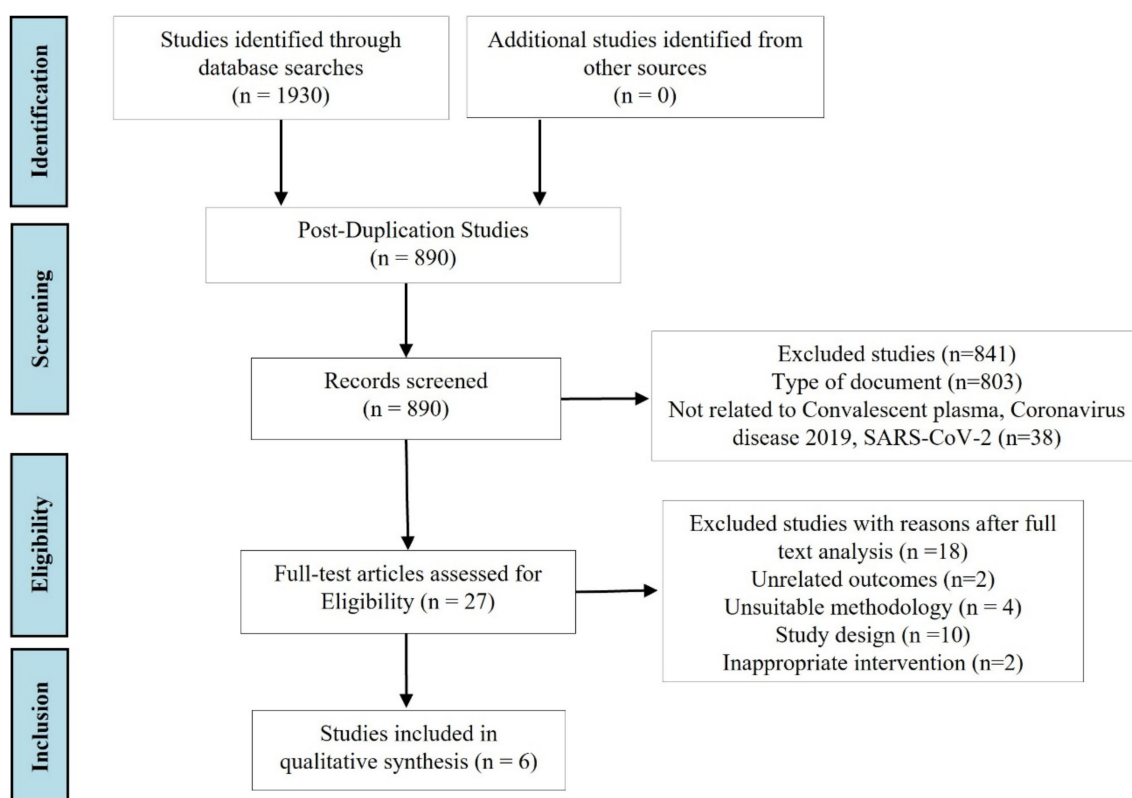 Identification
Studies identified through
database searches
(n = 1930)
Additional studies identified from
other sources
(n = 0)
Screening
Post-Duplication Studies
(n = 890)
Records screened
(n = 890)
Excluded studies (n=841)
Type of document (n=803)
Not related to Convalescent plasma, Coronavirus
disease 2019, SARS-CoV-2 (n=38)
Eligibility
Full-test articles assessed for
Eligibility (n = 27)
Excluded studies with reasons after full
text analysis (n =18)
Unrelated outcomes (n=2)
Unsuitable methodology (n = 4)
Study design (n =10)
Inappropriate intervention (n=2)
Inclusion
Studies included in
qualitative synthesis (n = 6)